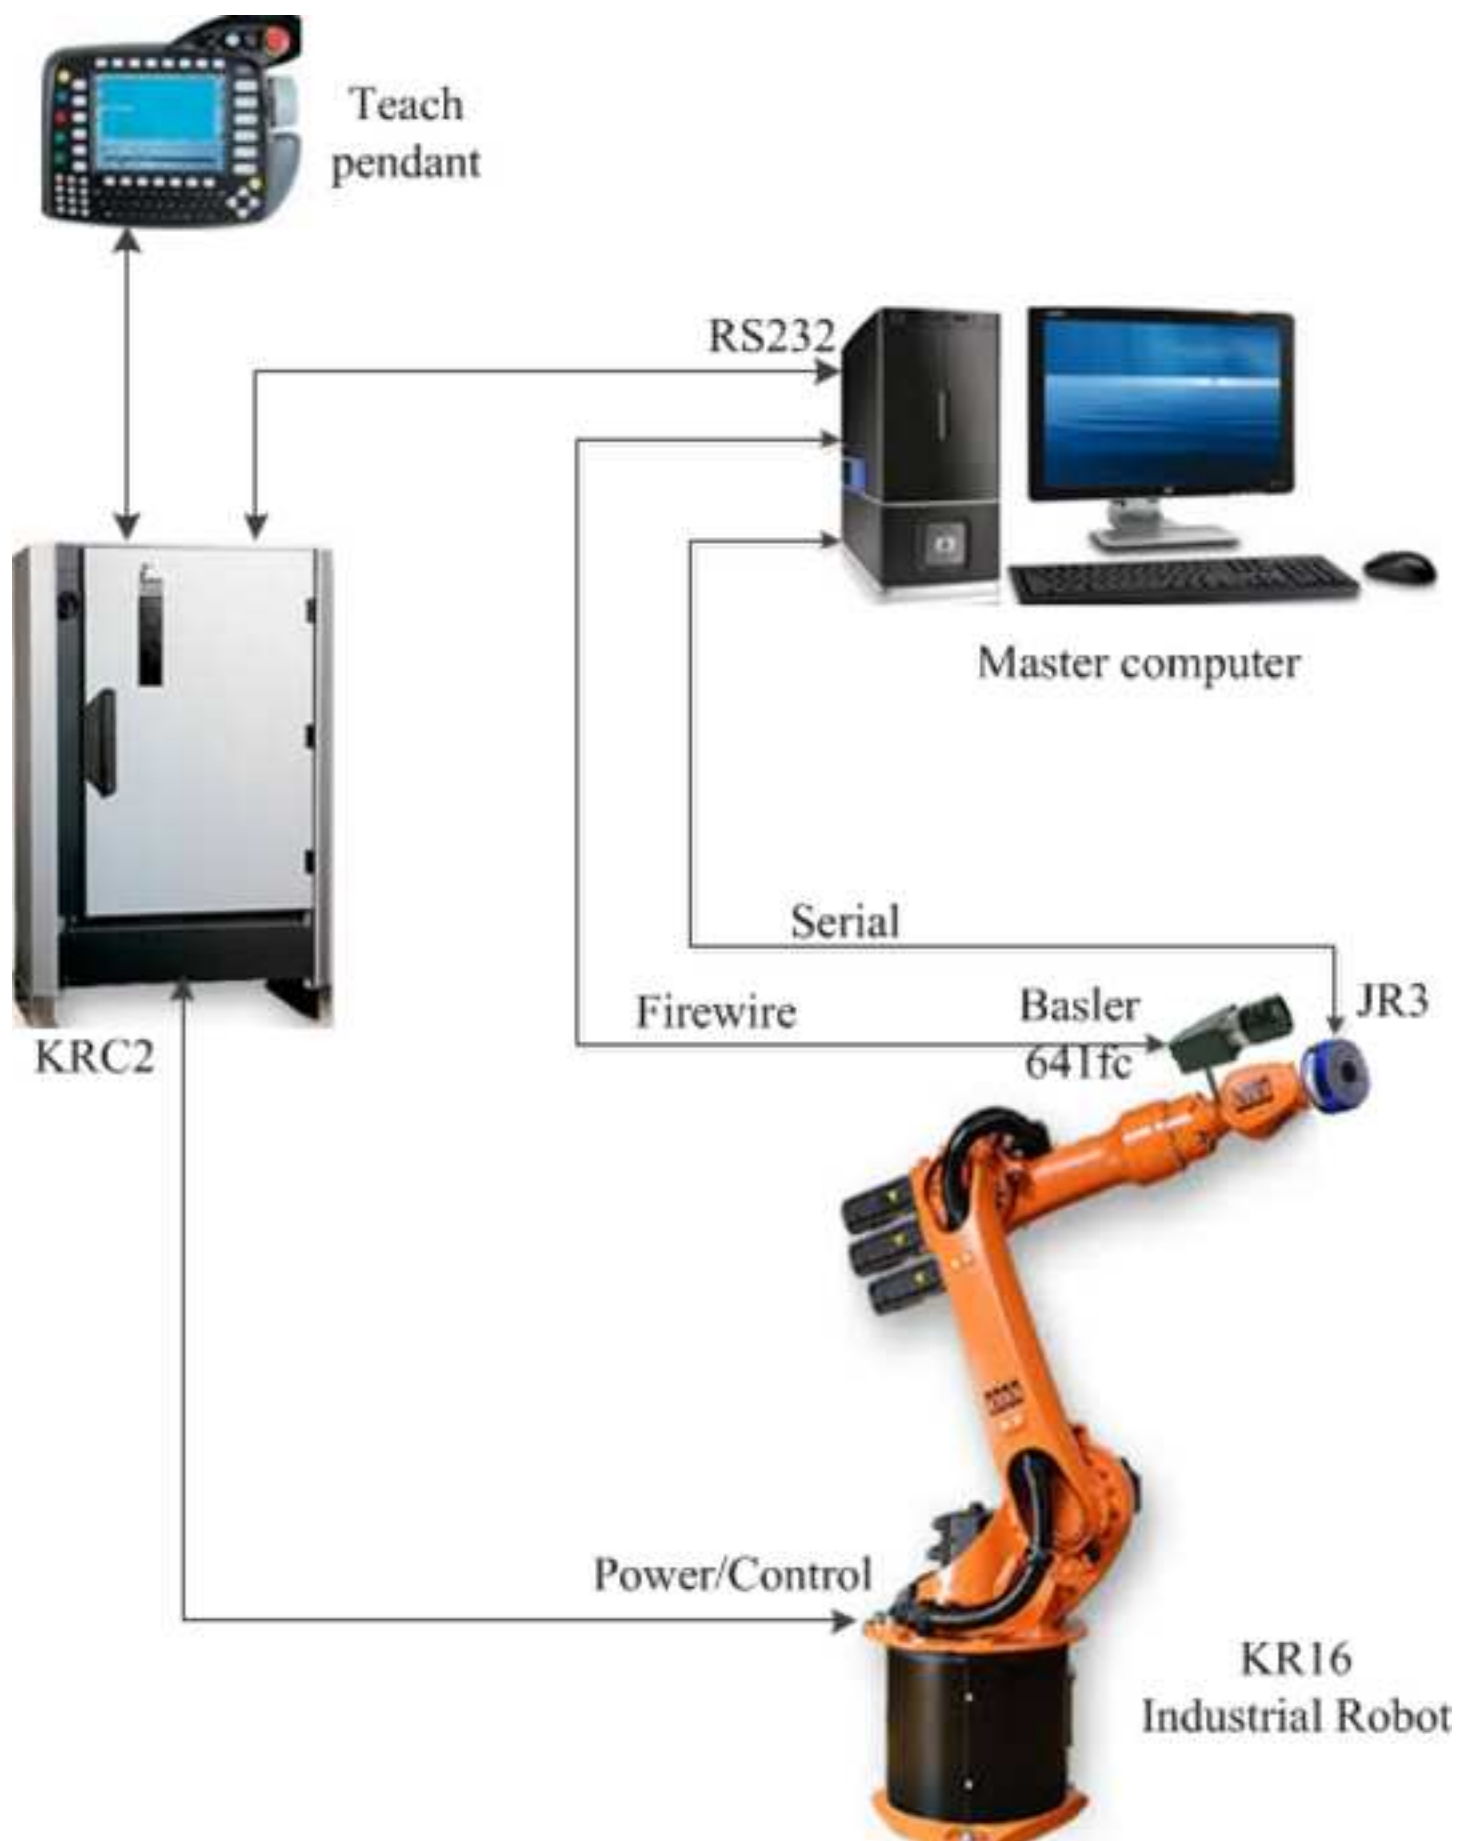 Teach
pendant
RS232
Master computer
Serial
Firewire
Basler
641fc
JR3
KRC2
Power/Control
KR16
Industrial Robot